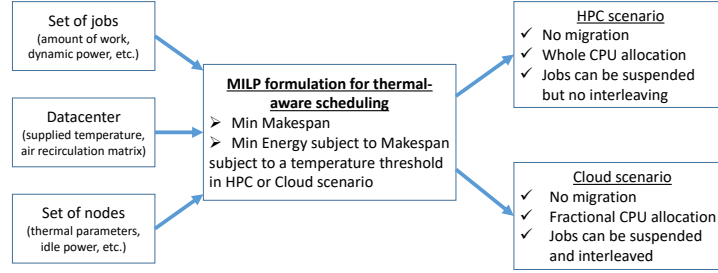 Set of jobs
(amount of work,
dynamic power, etc.)
Datacenter
(supplied temperature,
air recirculation matrix)
Set of nodes
(thermal parameters,
idle power, etc.)
MILP formulation for thermal-
aware scheduling
➢ Min Makespan
➢ Min Energy subject to Makespan
subject to a temperature threshold
in HPC or Cloud scenario
HPC scenario
✓ No migration
✓ Whole CPU allocation
✓ Jobs can be suspended
but no interleaving
Cloud scenario
✓ No migration
✓ Fractional CPU allocation
✓ Jobs can be suspended
and interleaved